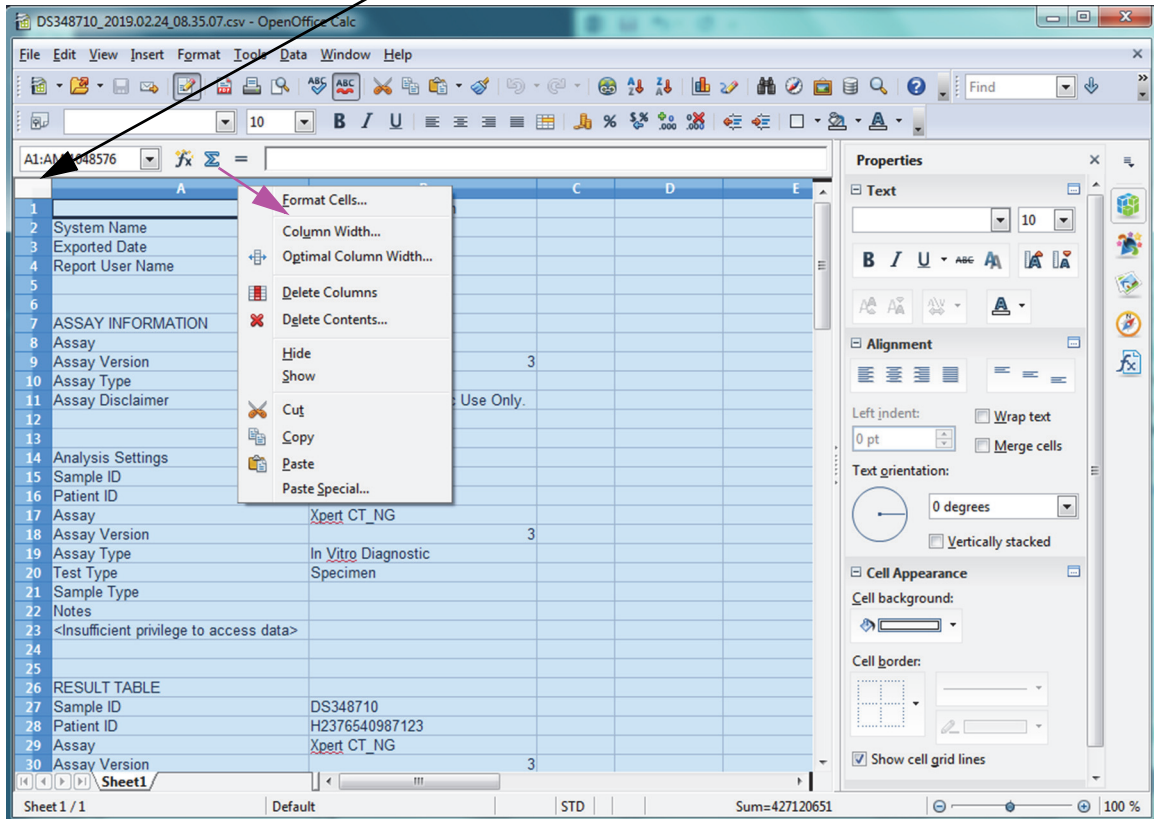 DS348710_2019.02.24_08.35.07.csv - OpenOffice Calc
File Edit View Insert Format Tools Data Window Help
Find
10
A1:AM1048576
A C D E
1
2 System Name
3 Exported Date
4 Report User Name
5
6
7 ASSAY INFORMATION
8 Assay
9 Assay Version 3
10 Assay Type
11 Assay Disclaimer Use Only.
12
13
14 Analysis Settings
15 Sample ID
16 Patient ID
17 Assay Xpert CT_NG
18 Assay Version 3
19 Assay Type In Vitro Diagnostic
20 Test Type Specimen
21 Sample Type
22 Notes
23 <Insufficient privilege to access data>
24
25
26 RESULT TABLE
27 Sample ID DS348710
28 Patient ID H2376540987123
29 Assay Xpert CT_NG
30 Assay Version 3
Format Cells...
Column Width...
Optimal Column Width...
Delete Columns
Delete Contents...
Hide
Show
Cut
Copy
Paste
Paste Special...
Properties
Text
10
Alignment
Left indent:
Wrap text
0 pt
Merge cells
Text orientation:
0 degrees
Vertically stacked
Cell Appearance
Cell background:
Cell border:
Show cell grid lines
Sheet1
Sheet 1 / 1 Default STD Sum=427120651 100 %